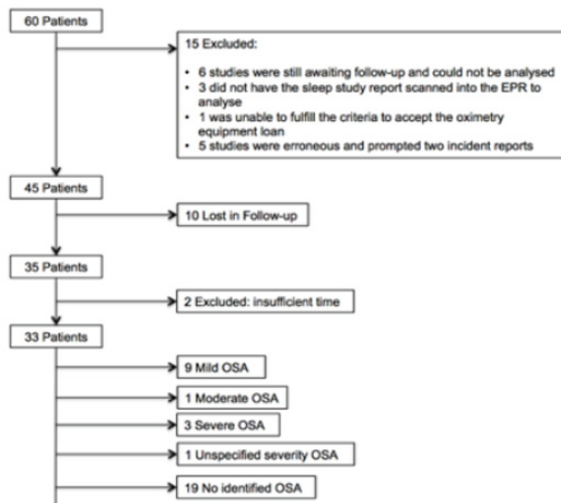 60 Patients
15 Excluded:
• 6 studies were still awaiting follow-up and could not be analysed
• 3 did not have the sleep study report scanned into the EPR to
analyse
• 1 was unable to fulfill the criteria to accept the oximetry
equipment loan
• 5 studies were erroneous and prompted two incident reports
45 Patients
10 Lost in Follow-up
35 Patients
2 Excluded: insufficient time
33 Patients
9 Mild OSA
1 Moderate OSA
3 Severe OSA
1 Unspecified severity OSA
19 No identified OSA